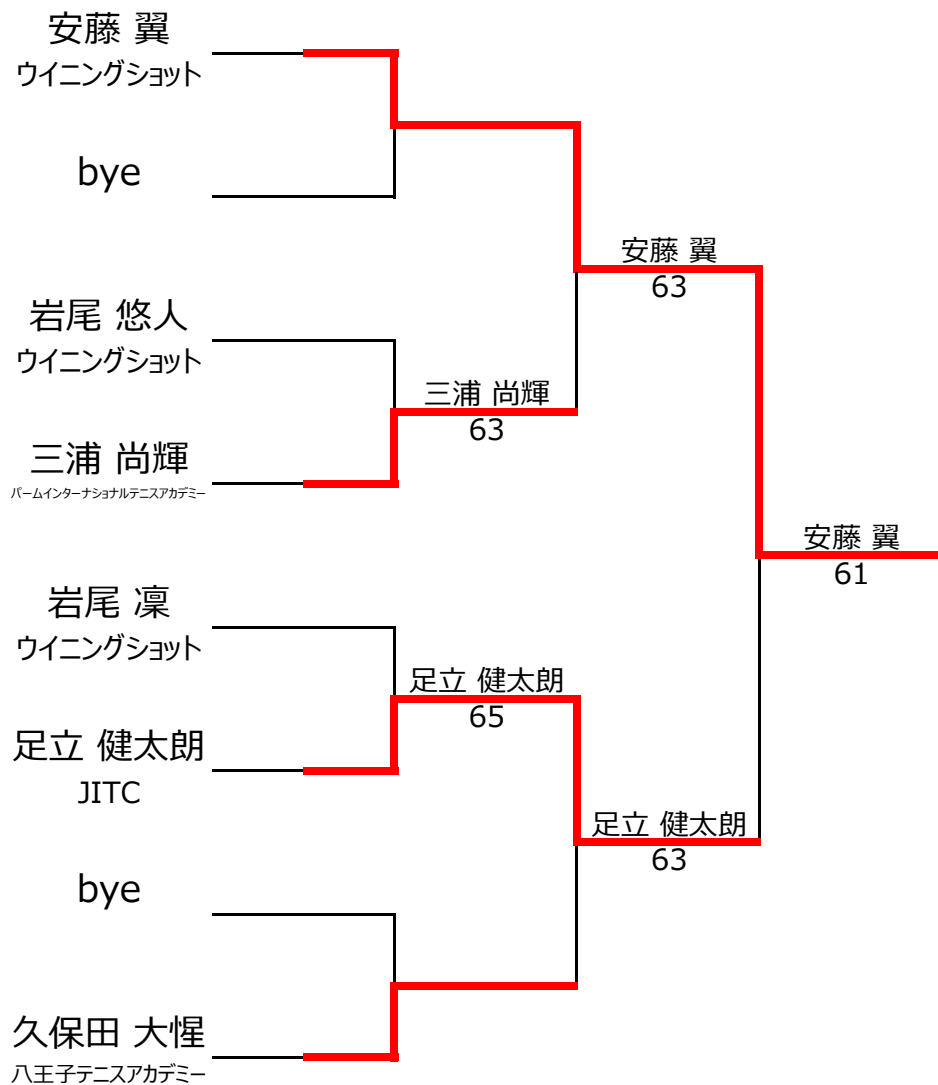 安藤 翼
ウイニングショット
bye
岩尾 悠人
ウイニングショット
三浦 尚輝
パームインターナショナルテニスアカデミー
岩尾 凜
ウイニングショット
足立 健太朗
JITC
bye
久保田 大惺
八王子テニスアカデミー
三浦 尚輝
63
足立 健太朗
65
安藤 翼
63
足立 健太朗
63
安藤 翼
61